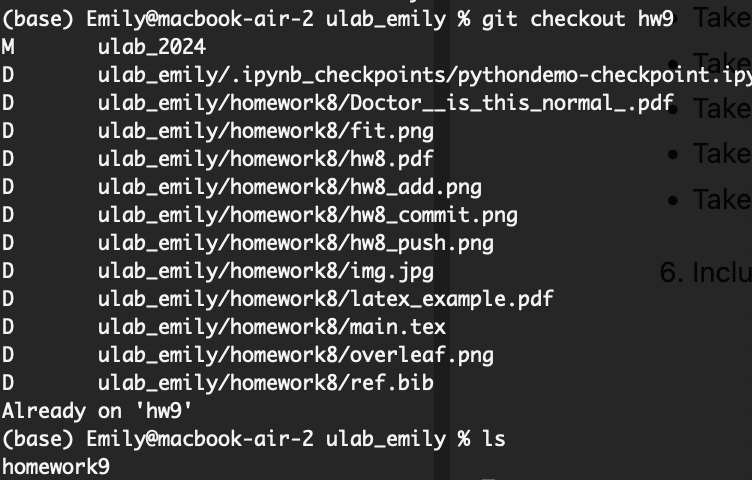 (base) Emily@macbook-air-2 ulab_emily % git checkout hw9
M ulab_2024
D ulab_emily/.ipynb_checkpoints/pythondemo-checkpoint.ipy
D ulab_emily/homework8/Doctor__is_this_normal_.pdf
D ulab_emily/homework8/fit.png
D ulab_emily/homework8/hw8.pdf
D ulab_emily/homework8/hw8_add.png
D ulab_emily/homework8/hw8_commit.png
D ulab_emily/homework8/hw8_push.png
D ulab_emily/homework8/img.jpg
D ulab_emily/homework8/latex_example.pdf
D ulab_emily/homework8/main.tex
D ulab_emily/homework8/overleaf.png
D ulab_emily/homework8/ref.bib
Already on 'hw9'
(base) Emily@macbook-air-2 ulab_emily % ls
homework9
• Take
• Take
• Take
• Take
• Take
6. Inclu